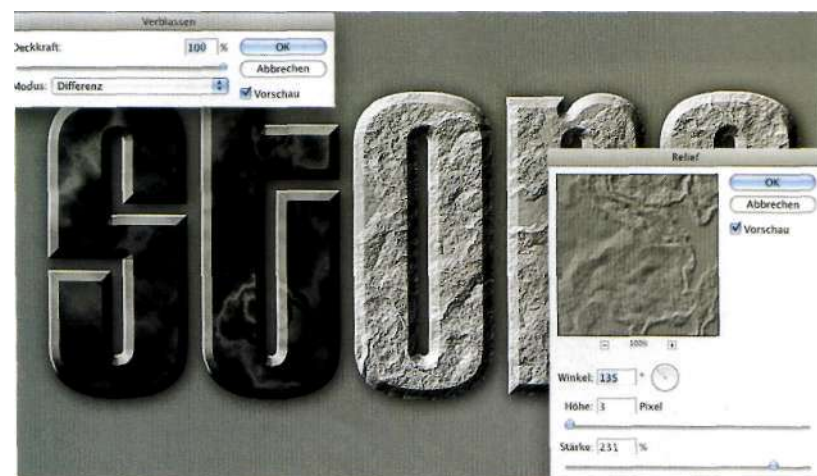 Verblassen
Deckkraft: 100 % OK
Abbrechen
Modus: Differenz Vorschau
Stone
Relief
OK
Abbrechen
Vorschau
100%
Winkel: 135 °
Höhe: 3 Pixel
Stärke: 231 %